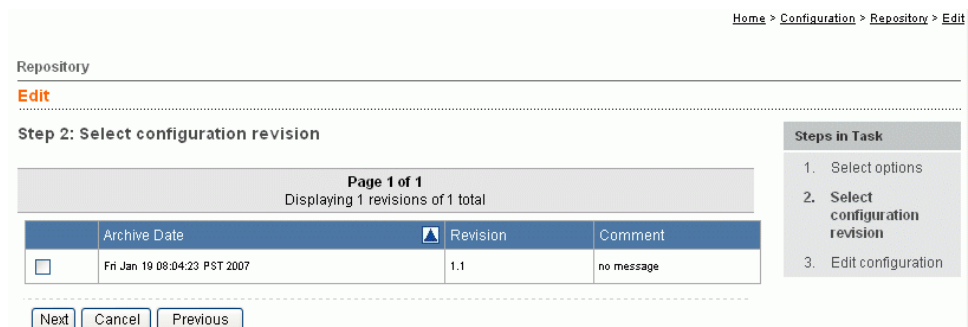 Home > Configuration > Repository > Edit
Repository
Edit
Step 2: Select configuration revision
Page 1 of 1
Displaying 1 revisions of 1 total
Archive Date Revision Comment
Fri Jan 19 08:04:23 PST 2007 1.1 no message
Next Cancel Previous
Steps in Task
1. Select options
2. Select
configuration
revision
3. Edit configuration